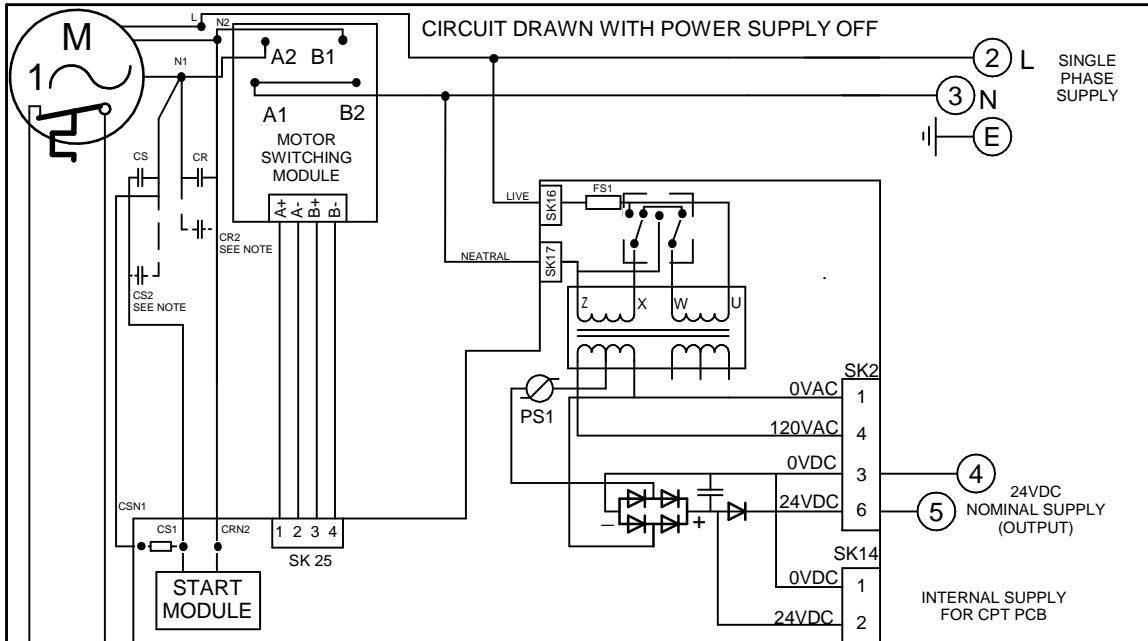 CIRCUIT DRAWN WITH POWER SUPPLY OFF
M
1
L
N2
N1
A2
B1
A1
B2
MOTOR
SWITCHING
MODULE
A+
A-
B+
B-
2
L
3
N
E
SINGLE
PHASE
SUPPLY
CS
CR
CR2
SEE NOTE
CS2
SEE NOTE
LIVE
SK16
FS1
NEATRAL
SK17
Z
X
W
U
PS1
SK2
0VAC
1
120VAC
4
0VDC
3
24VDC
6
4
5
24VDC
NOMINAL SUPPLY
(OUTPUT)
–
+
SK14
0VDC
1
24VDC
2
INTERNAL SUPPLY
FOR CPT PCB
CSN1
CS1
CRN2
1 2 3 4
SK 25
START
MODULE